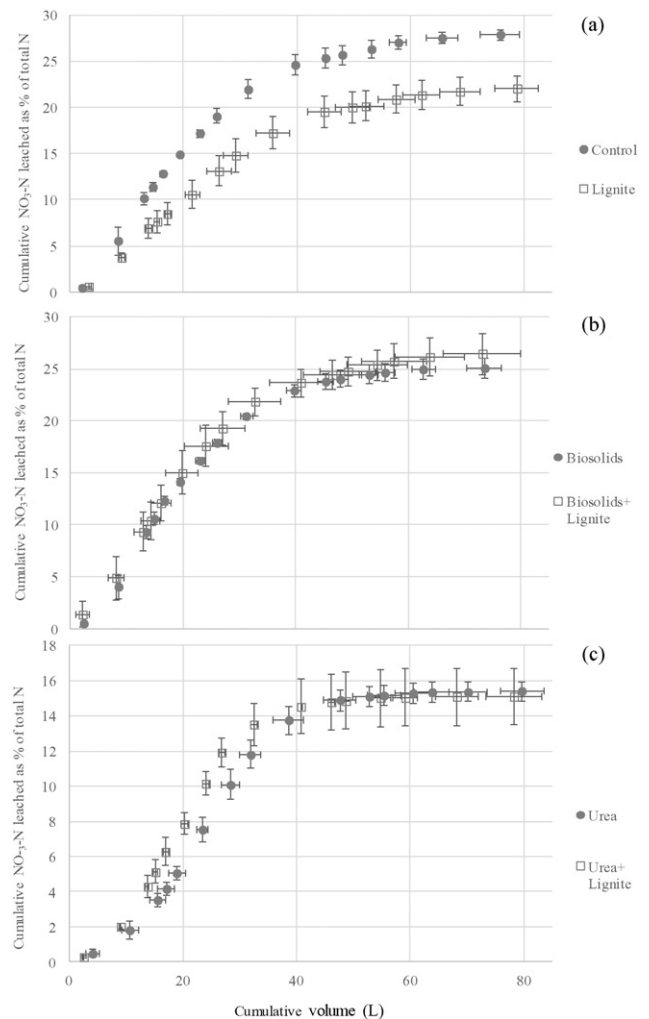 (a)
Cumulative NO₃-N leached as % of total N
30
25
20
15
10
5
0
Control
Lignite
(b)
Cumulative NO₃-N leached as % of total N
30
25
20
15
10
5
0
Biosolids
Biosolids+
Lignite
(c)
Cumulative NO-₃-N leached as % of total N
18
16
14
12
10
8
6
4
2
0
Urea
Urea+
Lignite
0 20 40 60 80
Cumulative volume (L)